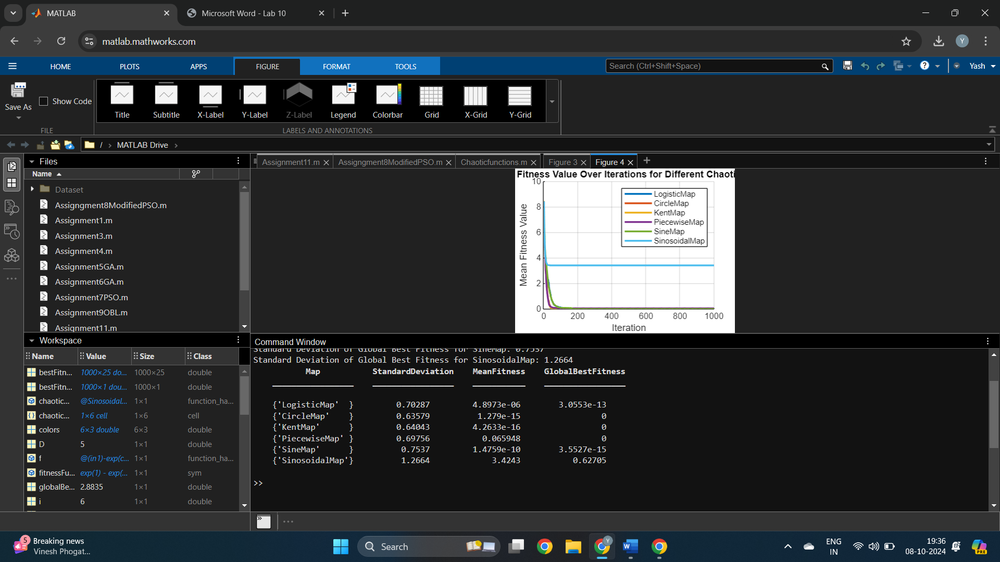 MATLAB
Microsoft Word - Lab 10
matlab.mathworks.com
Y
HOME
PLOTS
APPS
FIGURE
FORMAT
TOOLS
Search (Ctrl+Shift+Space)
Yash
Save As
Show Code
Title
Subtitle
X-Label
Y-Label
Z-Label
Legend
Colorbar
Grid
X-Grid
Y-Grid
FILE
LABELS AND ANNOTATIONS
/ › MATLAB Drive ›
Files
Name
Dataset
Assigngment8ModifiedPSO.m
Assignment1.m
Assignment3.m
Assignment4.m
Assignment5GA.m
Assignment6GA.m
Assignment7PSO.m
Assignment9OBL.m
Assignment11.m
Assignment11.m
Assigngment8ModifiedPSO.m
Chaoticfunctions.m
Figure 3
Figure 4
Fitness Value Over Iterations for Different Chaoti
Mean Fitness Value
10
8
6
4
2
0
LogisticMap
CircleMap
KentMap
PiecewiseMap
SineMap
SinosoidalMap
0 200 400 600 800 1000
Iteration
Workspace
Name Value Size Class
bestFitn... 1000×25 do... 1000×25 double
bestFitn... 1000×1 dou... 1000×1 double
chaotic... @Sinosoidal... 1×1 function_ha...
chaotic... 1×6 cell 1×6 cell
colors 6×3 double 6×3 double
D 5 1×1 double
f @(in1)-exp(c... 1×1 function_ha...
fitnessFu... exp(1) - exp(... 1×1 sym
globalBe... 2.8835 1×1 double
i 6 1×1 double
Command Window
Standard Deviation of Global Best Fitness for SineMap: 0.7537
Standard Deviation of Global Best Fitness for SinosoidalMap: 1.2664
Map StandardDeviation MeanFitness GlobalBestFitness
{'LogisticMap' } 0.70287 4.8973e-06 3.0553e-13
{'CircleMap' } 0.63579 1.279e-15 0
{'KentMap' } 0.64043 4.2633e-16 0
{'PiecewiseMap' } 0.69756 0.065948 0
{'SineMap' } 0.7537 1.4759e-10 3.5527e-15
{'SinosoidalMap'} 1.2664 3.4243 0.62705
>>
5
Breaking news
Vinesh Phogat...
Search
Y
W
ENG
IN
19:36
08-10-2024
PRE